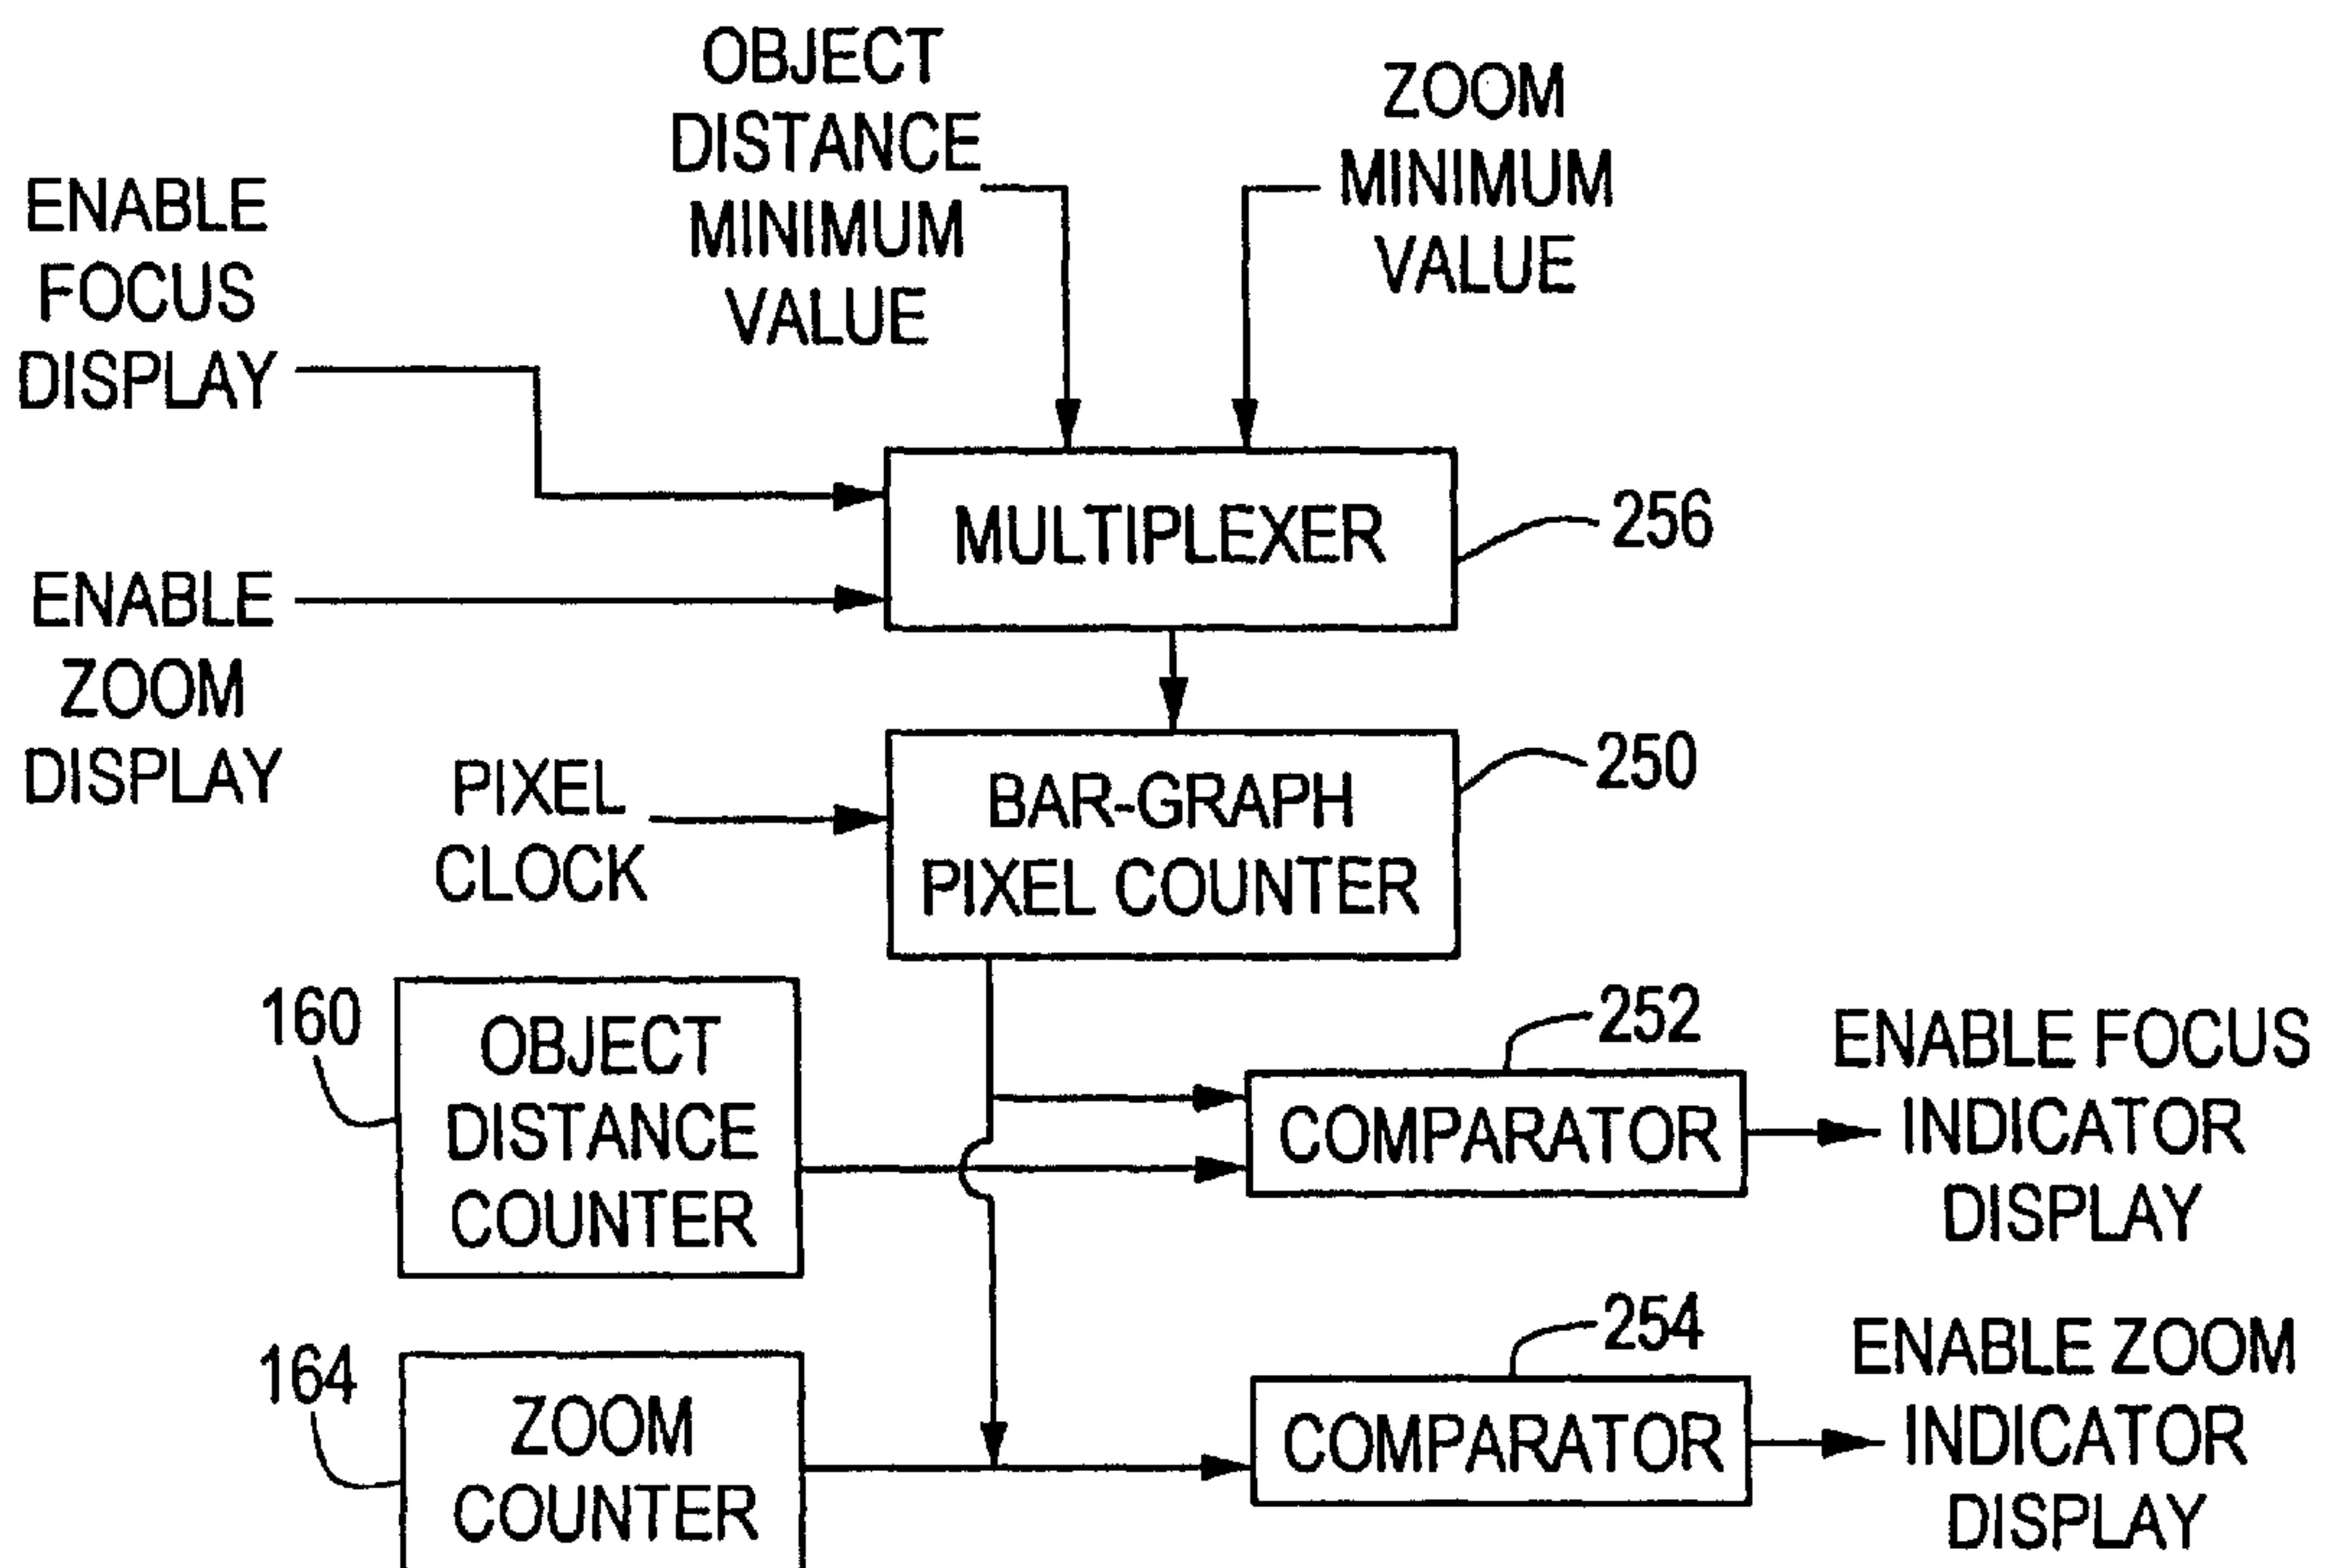 OBJECT
DISTANCE
MINIMUM
VALUE
ZOOM
MINIMUM
VALUE
ENABLE
FOCUS
DISPLAY
MULTIPLEXER
256
ENABLE
ZOOM
DISPLAY
PIXEL
CLOCK
BAR-GRAPH
PIXEL COUNTER
250
160
OBJECT
DISTANCE
COUNTER
252
COMPARATOR
ENABLE FOCUS
INDICATOR
DISPLAY
164
ZOOM
COUNTER
254
COMPARATOR
ENABLE ZOOM
INDICATOR
DISPLAY